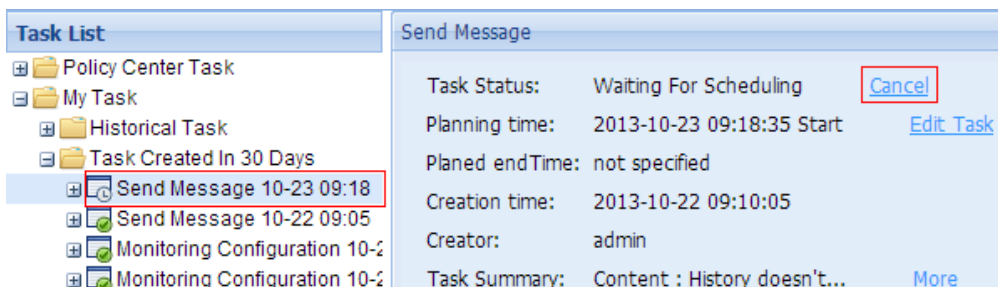 Task List
Policy Center Task
My Task
Historical Task
Task Created In 30 Days
Send Message 10-23 09:18
Send Message 10-22 09:05
Monitoring Configuration 10-2
Monitoring Configuration 10-2
Send Message
Task Status: Waiting For Scheduling Cancel
Planning time: 2013-10-23 09:18:35 Start Edit Task
Planed endTime: not specified
Creation time: 2013-10-22 09:10:05
Creator: admin
Task Summary: Content : History doesn't... More